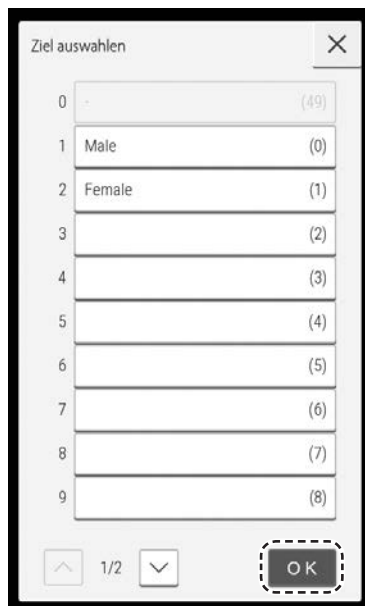 Ziel auswahlen
0 - (49)
1 Male (0)
2 Female (1)
3 (2)
4 (3)
5 (4)
6 (5)
7 (6)
8 (7)
9 (8)
1/2 OK